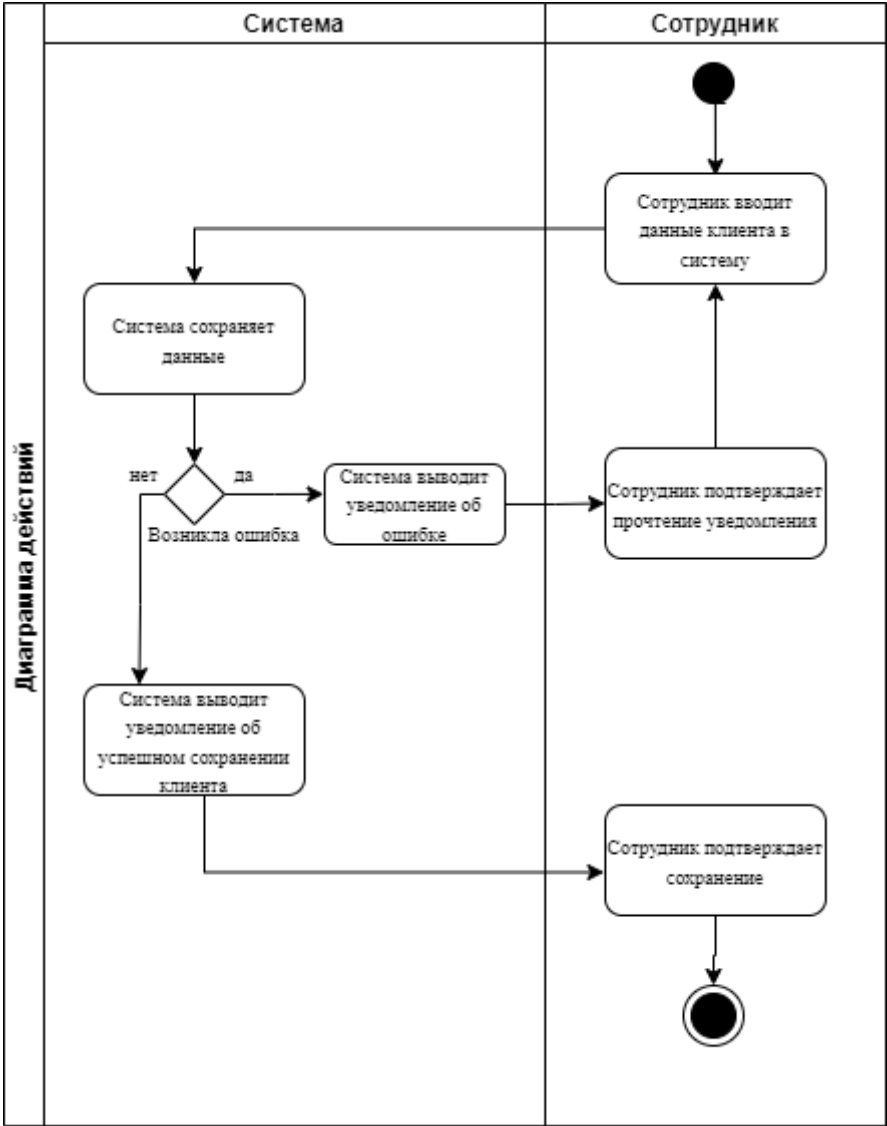 Диаграмма действий
Система
Сотрудник
Сотрудник вводит
данные клиента в
систему
Система сохраняет
данные
нет
да
Возникла ошибка
Система выводит
уведомление об
ошибке
Сотрудник подтверждает
прочтение уведомления
Система выводит
уведомление об
успешном сохранении
клиента
Сотрудник подтверждает
сохранение